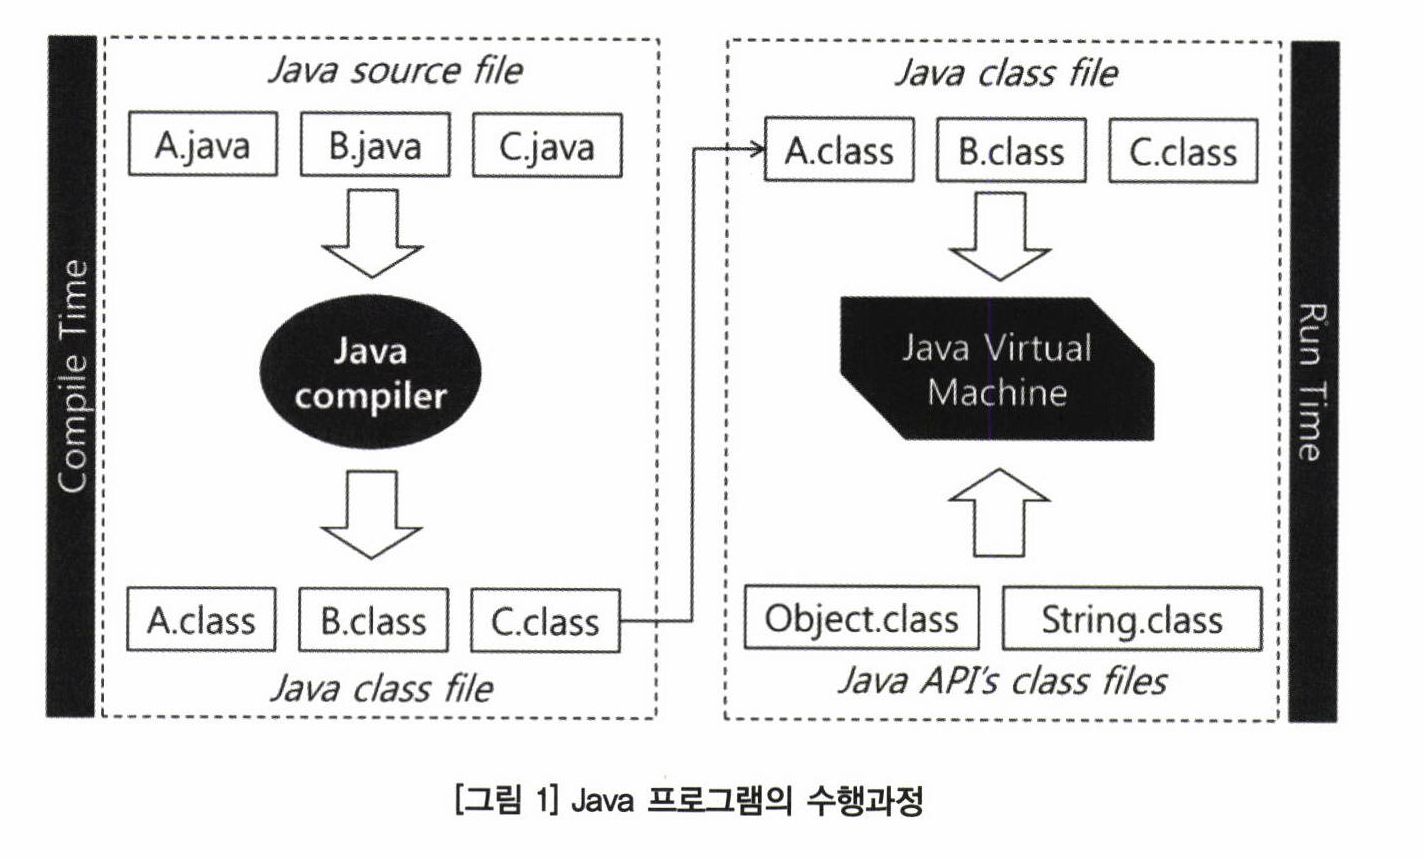 Compile Time
Java source file
A.java
B.java
C.java
Java
compiler
A.class
B.class
C.class
Java class file
Java class file
A.class
B.class
C.class
Java Virtual
Machine
Object.class
String.class
Java API's class files
Run Time
[그림 1] Java 프로그램의 수행과정